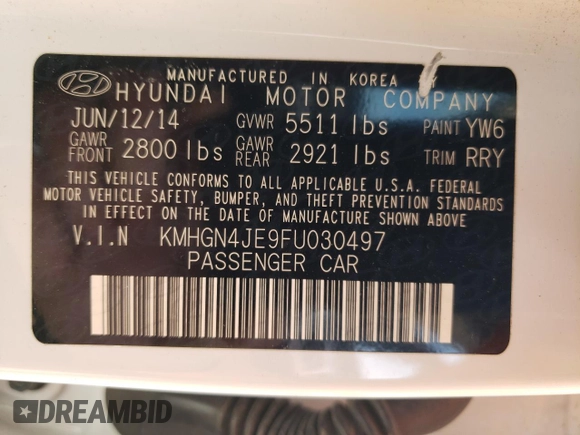 MANUFACTURED IN KOREA BY
HYUNDAI MOTOR COMPANY
JUN/12/14 GVWR 5511 lbs PAINT YW6
GAWR FRONT 2800 lbs GAWR REAR 2921 lbs TRIM RRY
THIS VEHICLE CONFORMS TO ALL APPLICABLE U.S.A. FEDERAL
MOTOR VEHICLE SAFETY, BUMPER, AND THEFT PREVENTION STANDARDS
IN EFFECT ON THE DATE OF MANUFACTURE SHOWN ABOVE
V.I.N KMHGN4JE9FU030497
PASSENGER CAR
DREAMBID